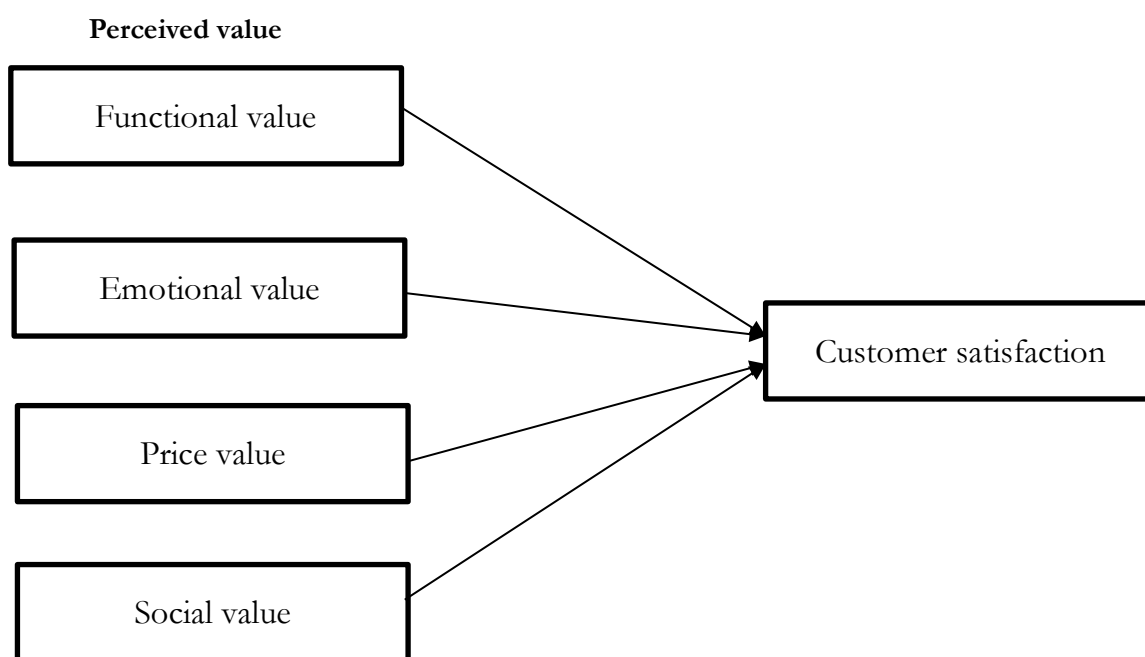 Perceived value
Functional value
Emotional value
Customer satisfaction
Price value
Social value